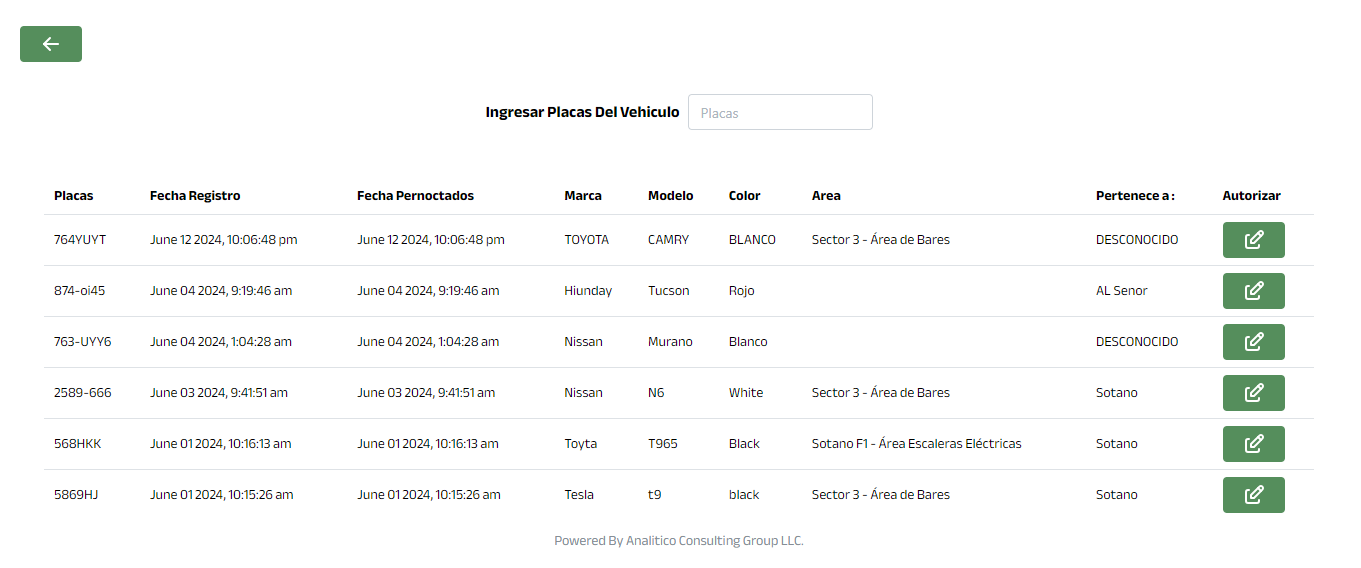 Ingresar Placas Del Vehiculo Placas
Placas Fecha Registro Fecha Pernoctados Marca Modelo Color Area Pertenece a : Autorizar
764YUYT June 12 2024, 10:06:48 pm June 12 2024, 10:06:48 pm TOYOTA CAMRY BLANCO Sector 3 - Área de Bares DESCONOCIDO
874-oi45 June 04 2024, 9:19:46 am June 04 2024, 9:19:46 am Hiunday Tucson Rojo AL Senor
763-UYY6 June 04 2024, 1:04:28 am June 04 2024, 1:04:28 am Nissan Murano Blanco DESCONOCIDO
2589-666 June 03 2024, 9:41:51 am June 03 2024, 9:41:51 am Nissan N6 White Sector 3 - Área de Bares Sotano
568HKK June 01 2024, 10:16:13 am June 01 2024, 10:16:13 am Toyta T965 Black Sotano F1 - Área Escaleras Eléctricas Sotano
5869HJ June 01 2024, 10:15:26 am June 01 2024, 10:15:26 am Tesla t9 black Sector 3 - Área de Bares Sotano
Powered By Analitico Consulting Group LLC.